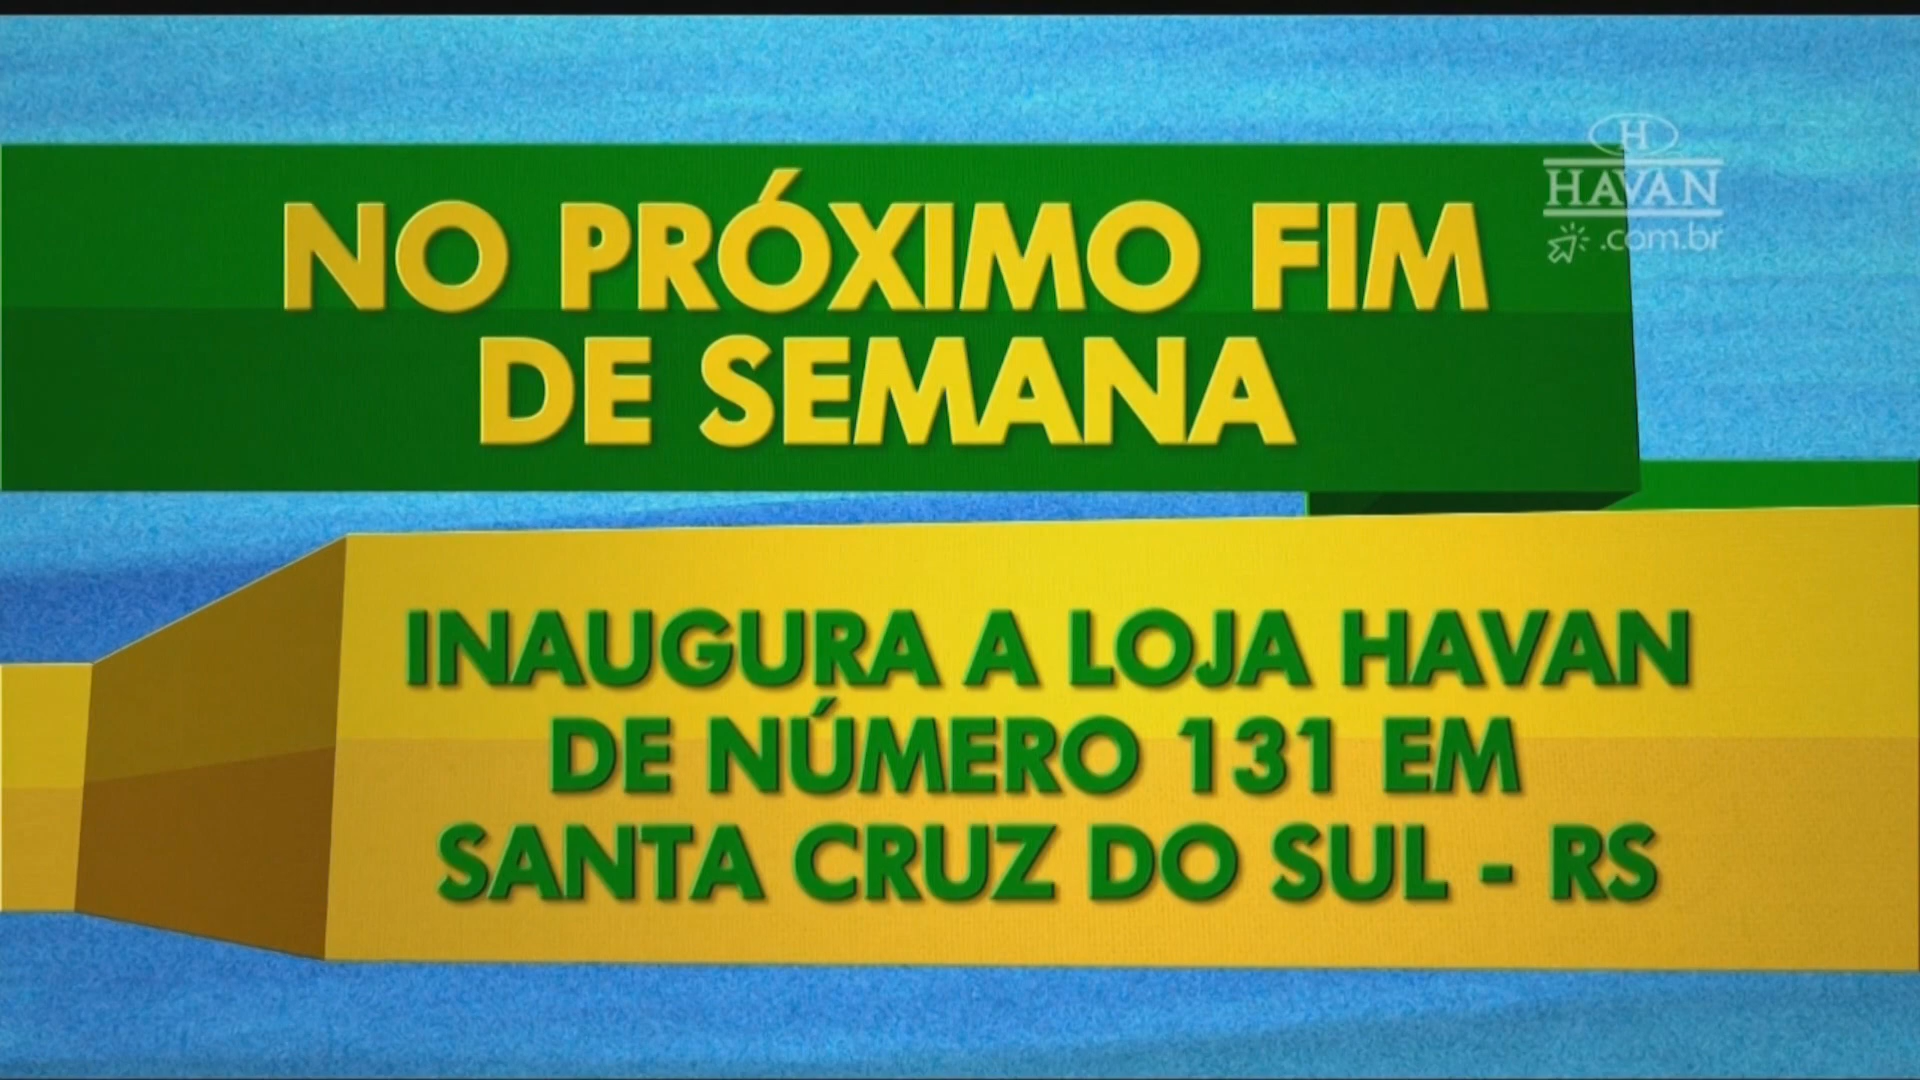 H
HAVAN
.com.br
NO PRÓXIMO FIM
DE SEMANA
INAUGURA A LOJA HAVAN
DE NÚMERO 131 EM
SANTA CRUZ DO SUL - RS